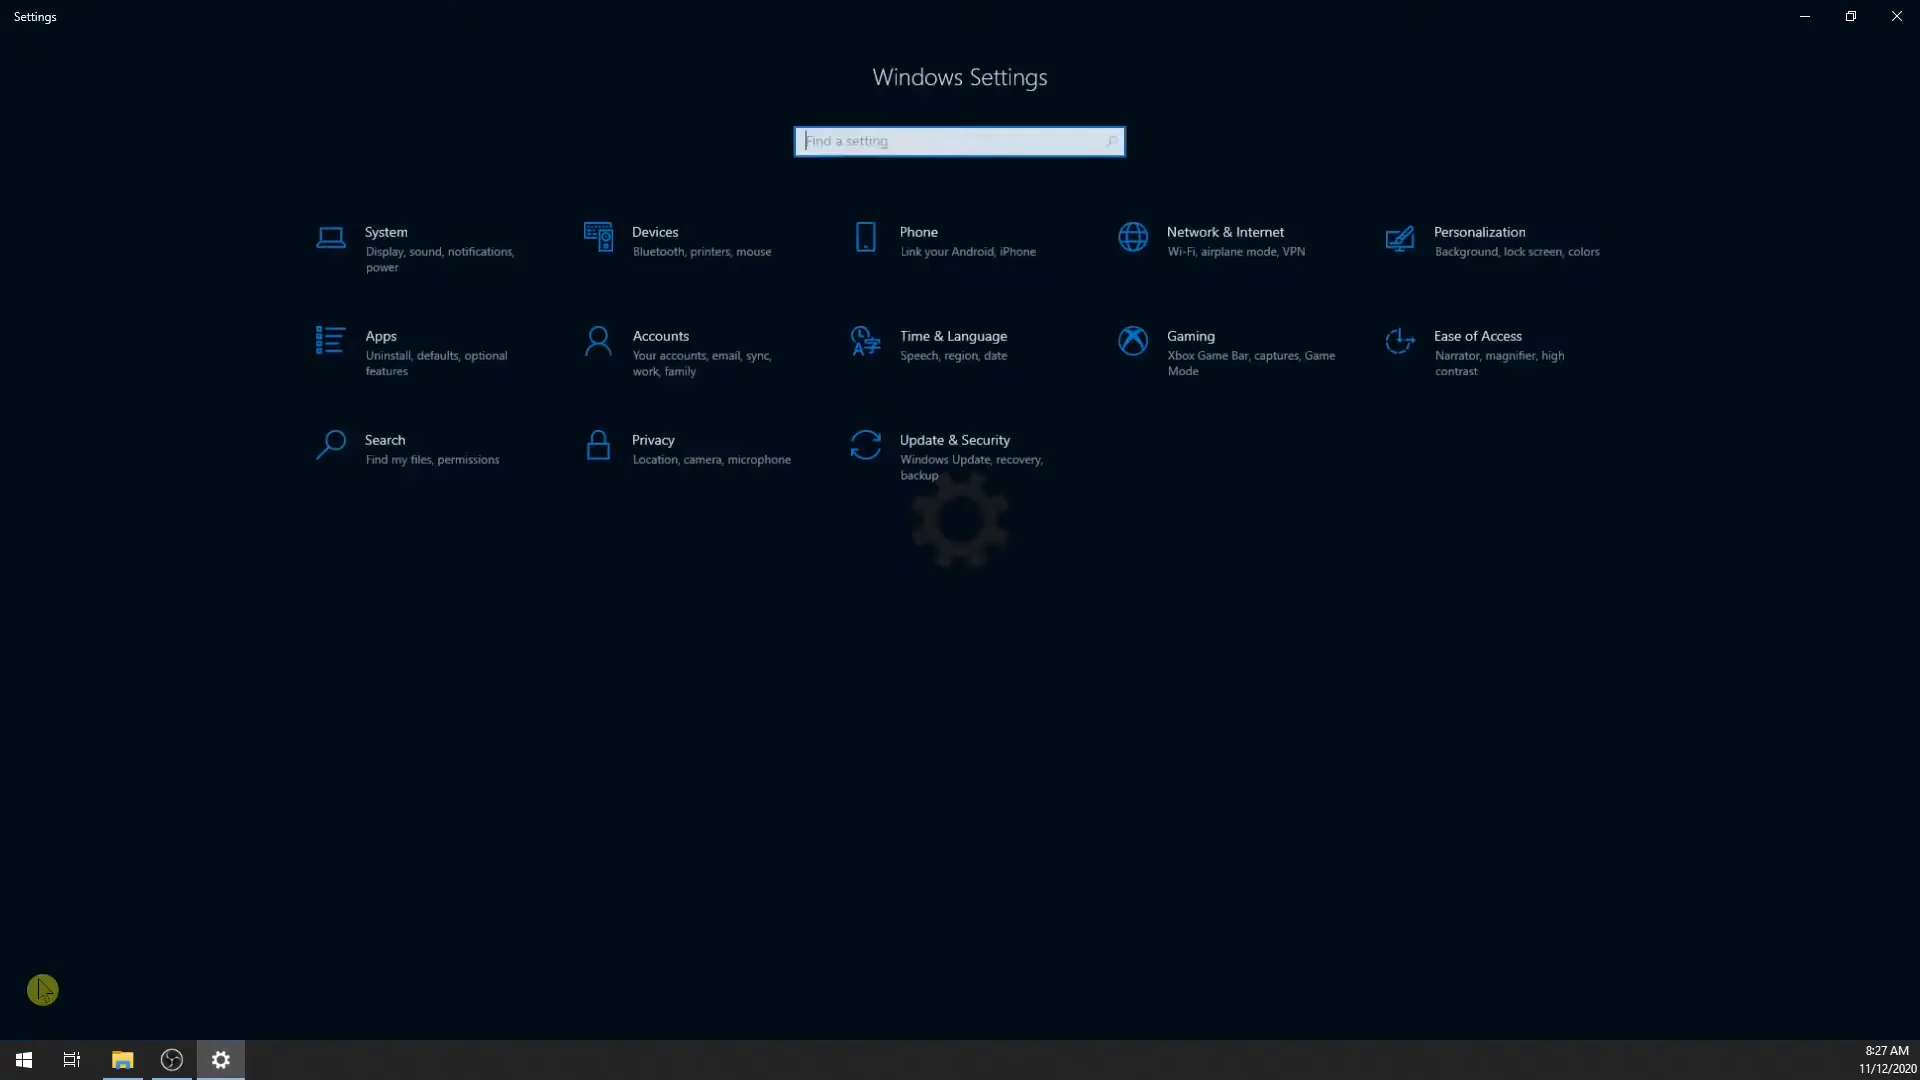 Settings
Windows Settings
Find a setting
System
Display, sound, notifications,
power
Devices
Bluetooth, printers, mouse
Phone
Link your Android, iPhone
Network & Internet
Wi-Fi, airplane mode, VPN
Personalization
Background, lock screen, colors
Apps
Uninstall, defaults, optional
features
Accounts
Your accounts, email, sync,
work, family
Time & Language
Speech, region, date
Gaming
Xbox Game Bar, captures, Game
Mode
Ease of Access
Narrator, magnifier, high
contrast
Search
Find my files, permissions
Privacy
Location, camera, microphone
Update & Security
Windows Update, recovery,
backup
8:27 AM
11/12/2020